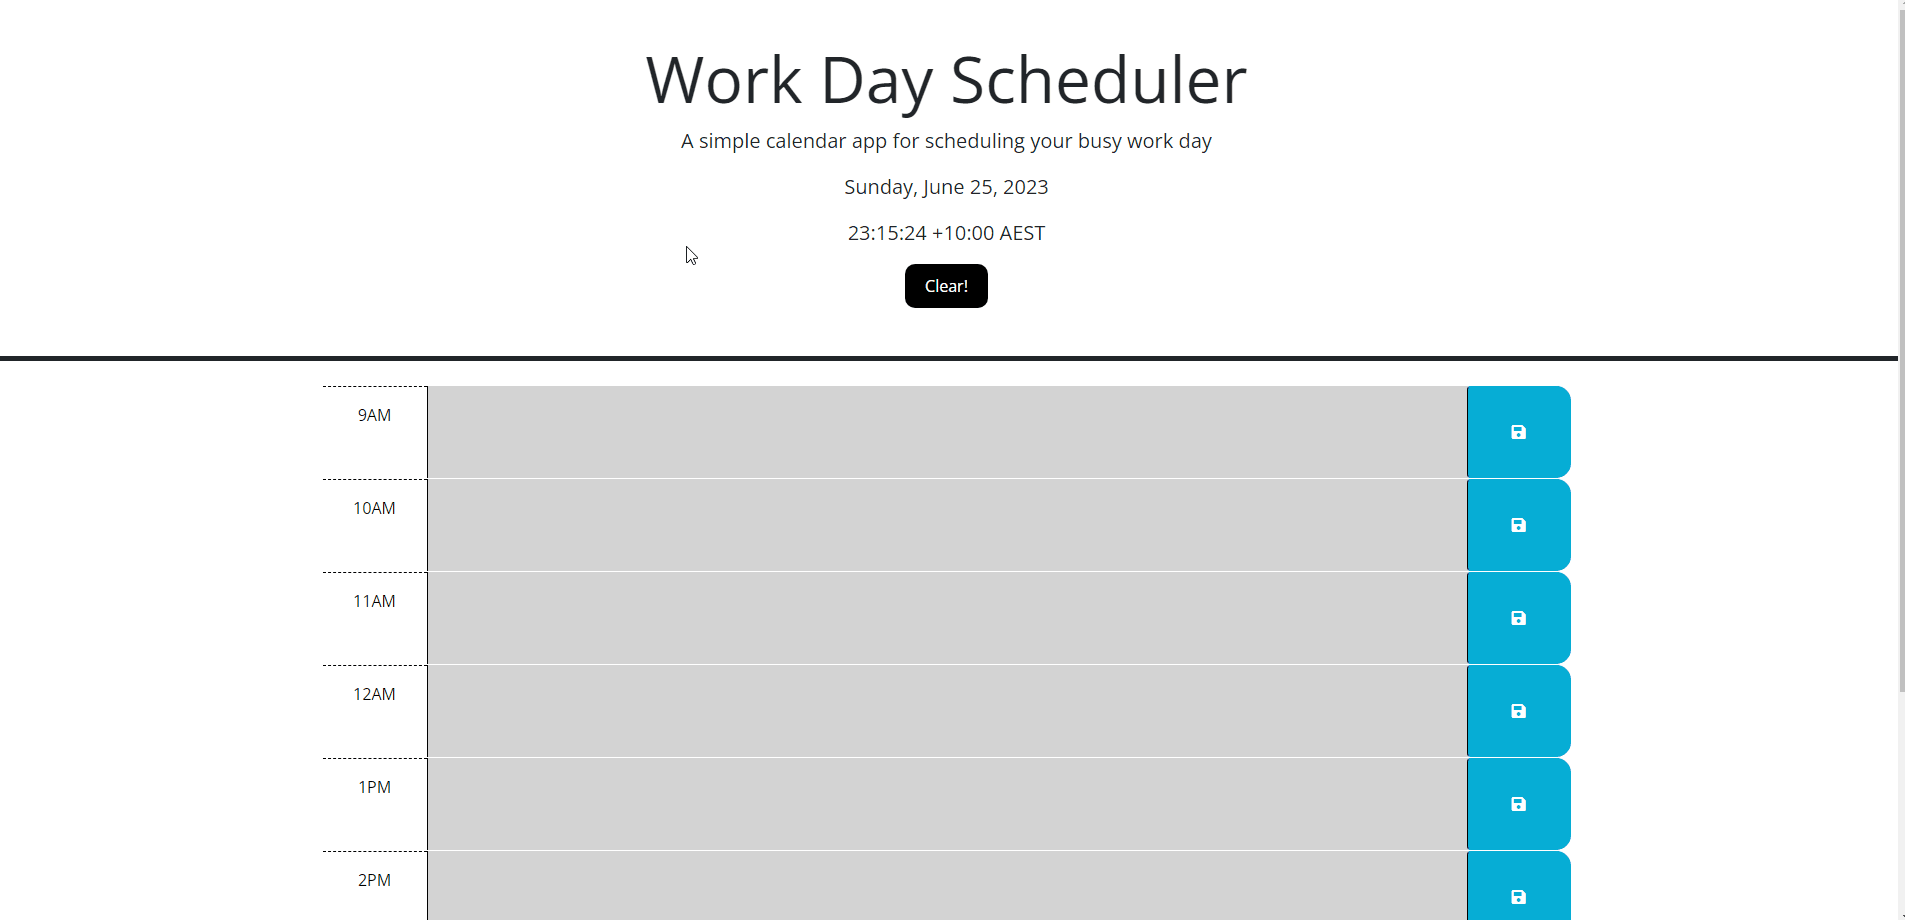 Work Day Scheduler
A simple calendar app for scheduling your busy work day
Sunday, June 25, 2023
23:15:24 +10:00 AEST
Clear!
9AM
10AM
11AM
12AM
1PM
2PM